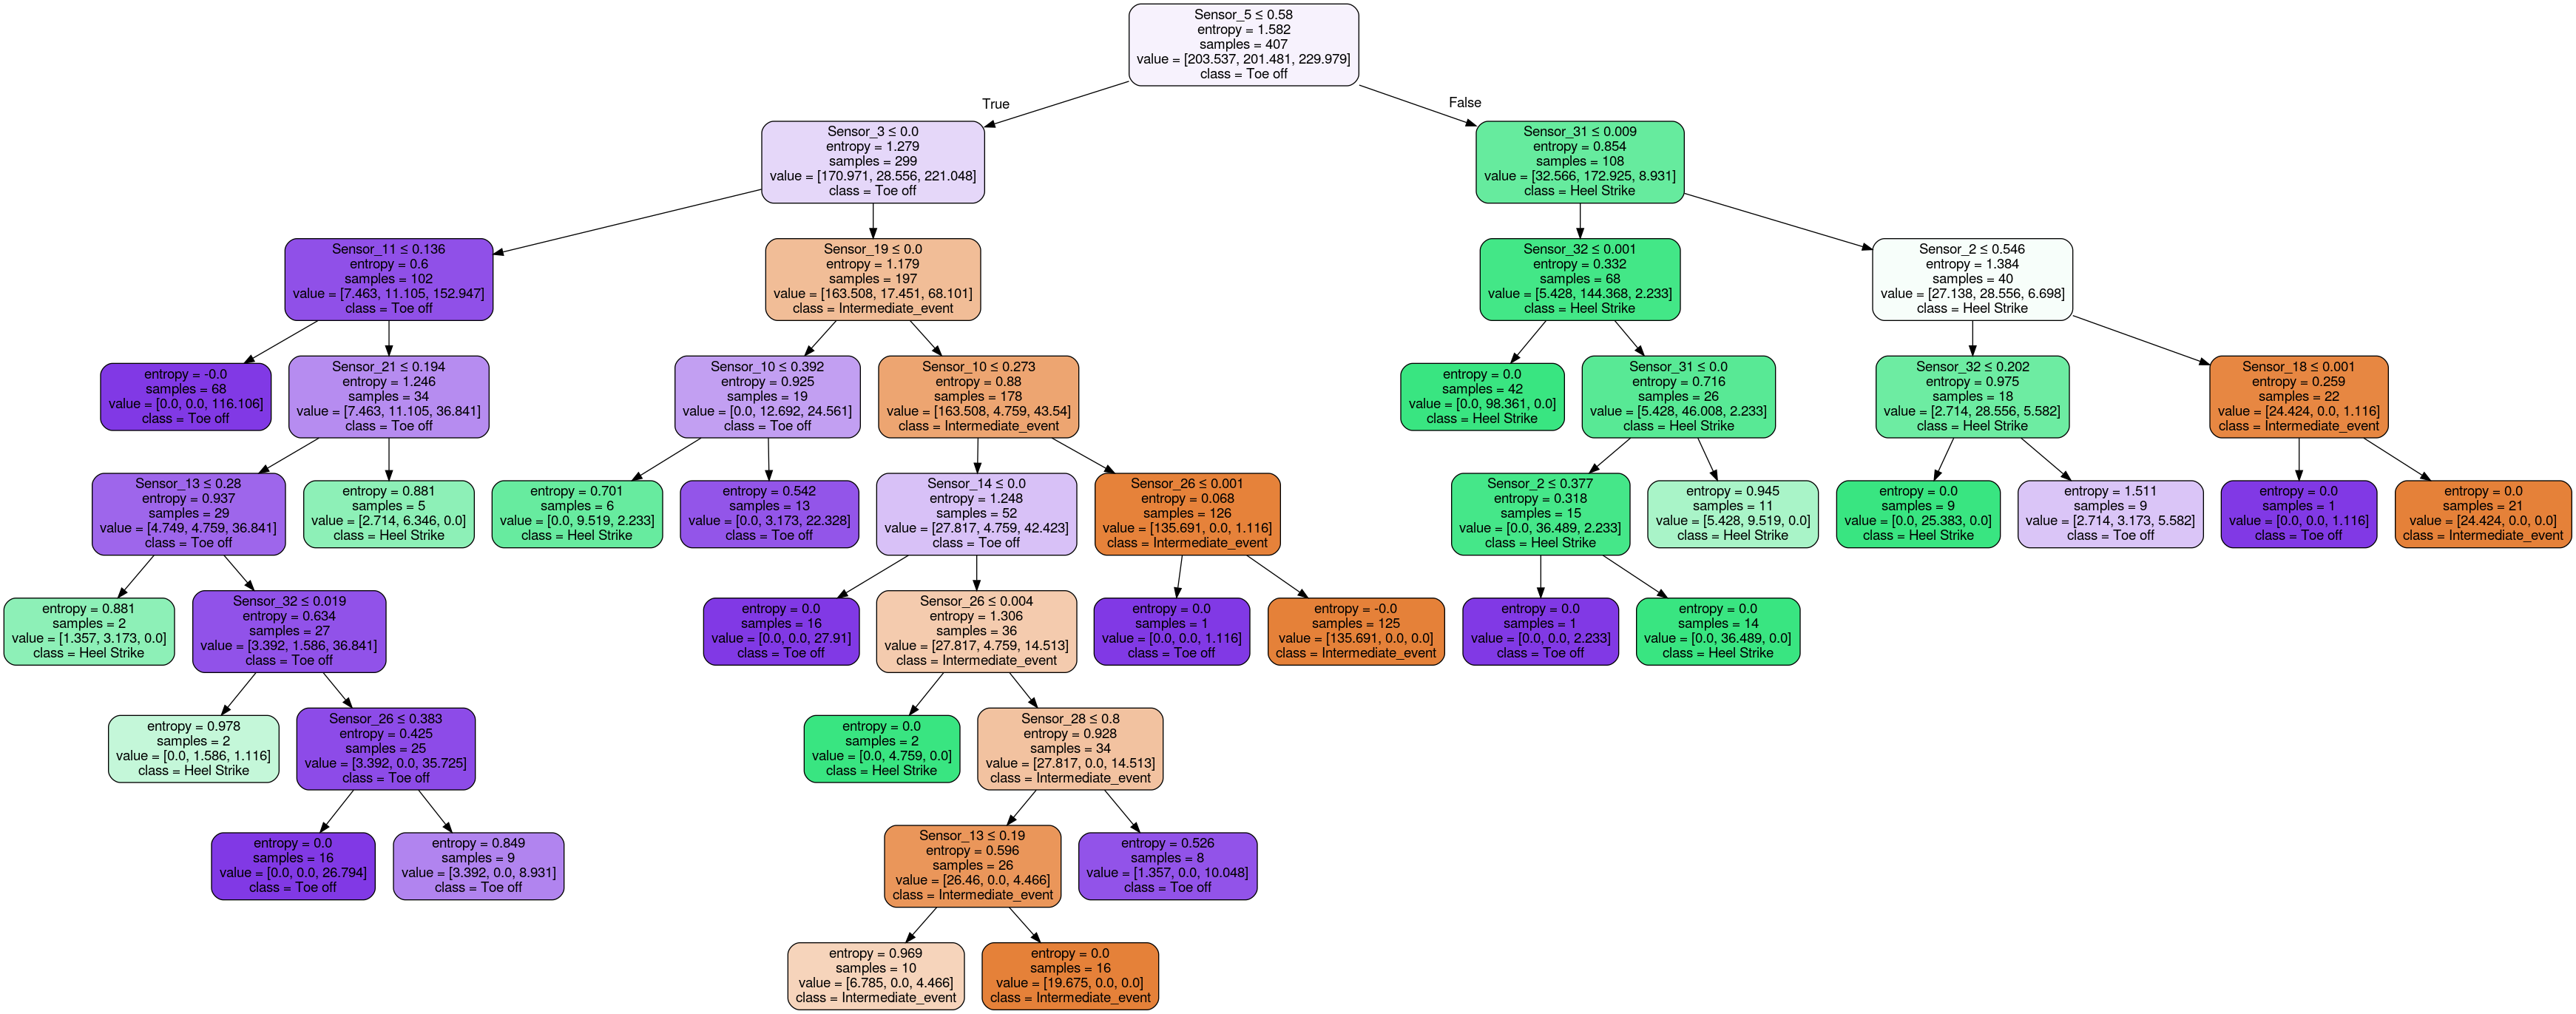 Sensor_5 ≤ 0.58
entropy = 1.582
samples = 407
value = [203.537, 201.481, 229.979]
class = Toe off
True
False
Sensor_3 ≤ 0.0
entropy = 1.279
samples = 299
value = [170.971, 28.556, 221.048]
class = Toe off
Sensor_31 ≤ 0.009
entropy = 0.854
samples = 108
value = [32.566, 172.925, 8.931]
class = Heel Strike
Sensor_11 ≤ 0.136
entropy = 0.6
samples = 102
value = [7.463, 11.105, 152.947]
class = Toe off
Sensor_19 ≤ 0.0
entropy = 1.179
samples = 197
value = [163.508, 17.451, 68.101]
class = Intermediate_event
Sensor_32 ≤ 0.001
entropy = 0.332
samples = 68
value = [5.428, 144.368, 2.233]
class = Heel Strike
Sensor_2 ≤ 0.546
entropy = 1.384
samples = 40
value = [27.138, 28.556, 6.698]
class = Heel Strike
entropy = -0.0
samples = 68
value = [0.0, 0.0, 116.106]
class = Toe off
Sensor_21 ≤ 0.194
entropy = 1.246
samples = 34
value = [7.463, 11.105, 36.841]
class = Toe off
Sensor_10 ≤ 0.392
entropy = 0.925
samples = 19
value = [0.0, 12.692, 24.561]
class = Toe off
Sensor_10 ≤ 0.273
entropy = 0.88
samples = 178
value = [163.508, 4.759, 43.54]
class = Intermediate_event
entropy = 0.0
samples = 42
value = [0.0, 98.361, 0.0]
class = Heel Strike
Sensor_31 ≤ 0.0
entropy = 0.716
samples = 26
value = [5.428, 46.008, 2.233]
class = Heel Strike
Sensor_32 ≤ 0.202
entropy = 0.975
samples = 18
value = [2.714, 28.556, 5.582]
class = Heel Strike
Sensor_18 ≤ 0.001
entropy = 0.259
samples = 22
value = [24.424, 0.0, 1.116]
class = Intermediate_event
Sensor_13 ≤ 0.28
entropy = 0.937
samples = 29
value = [4.749, 4.759, 36.841]
class = Toe off
entropy = 0.881
samples = 5
value = [2.714, 6.346, 0.0]
class = Heel Strike
entropy = 0.701
samples = 6
value = [0.0, 9.519, 2.233]
class = Heel Strike
entropy = 0.542
samples = 13
value = [0.0, 3.173, 22.328]
class = Toe off
Sensor_14 ≤ 0.0
entropy = 1.248
samples = 52
value = [27.817, 4.759, 42.423]
class = Toe off
Sensor_26 ≤ 0.001
entropy = 0.068
samples = 126
value = [135.691, 0.0, 1.116]
class = Intermediate_event
Sensor_2 ≤ 0.377
entropy = 0.318
samples = 15
value = [0.0, 36.489, 2.233]
class = Heel Strike
entropy = 0.945
samples = 11
value = [5.428, 9.519, 0.0]
class = Heel Strike
entropy = 0.0
samples = 9
value = [0.0, 25.383, 0.0]
class = Heel Strike
entropy = 1.511
samples = 9
value = [2.714, 3.173, 5.582]
class = Toe off
entropy = 0.0
samples = 1
value = [0.0, 0.0, 1.116]
class = Toe off
entropy = 0.0
samples = 21
value = [24.424, 0.0, 0.0]
class = Intermediate_event
entropy = 0.881
samples = 2
value = [1.357, 3.173, 0.0]
class = Heel Strike
Sensor_32 ≤ 0.019
entropy = 0.634
samples = 27
value = [3.392, 1.586, 36.841]
class = Toe off
entropy = 0.0
samples = 16
value = [0.0, 0.0, 27.91]
class = Toe off
Sensor_26 ≤ 0.004
entropy = 1.306
samples = 36
value = [27.817, 4.759, 14.513]
class = Intermediate_event
entropy = 0.0
samples = 1
value = [0.0, 0.0, 1.116]
class = Toe off
entropy = -0.0
samples = 125
value = [135.691, 0.0, 0.0]
class = Intermediate_event
entropy = 0.0
samples = 1
value = [0.0, 0.0, 2.233]
class = Toe off
entropy = 0.0
samples = 14
value = [0.0, 36.489, 0.0]
class = Heel Strike
entropy = 0.978
samples = 2
value = [0.0, 1.586, 1.116]
class = Heel Strike
Sensor_26 ≤ 0.383
entropy = 0.425
samples = 25
value = [3.392, 0.0, 35.725]
class = Toe off
entropy = 0.0
samples = 2
value = [0.0, 4.759, 0.0]
class = Heel Strike
Sensor_28 ≤ 0.8
entropy = 0.928
samples = 34
value = [27.817, 0.0, 14.513]
class = Intermediate_event
entropy = 0.0
samples = 16
value = [0.0, 0.0, 26.794]
class = Toe off
entropy = 0.849
samples = 9
value = [3.392, 0.0, 8.931]
class = Toe off
Sensor_13 ≤ 0.19
entropy = 0.596
samples = 26
value = [26.46, 0.0, 4.466]
class = Intermediate_event
entropy = 0.526
samples = 8
value = [1.357, 0.0, 10.048]
class = Toe off
entropy = 0.969
samples = 10
value = [6.785, 0.0, 4.466]
class = Intermediate_event
entropy = 0.0
samples = 16
value = [19.675, 0.0, 0.0]
class = Intermediate_event